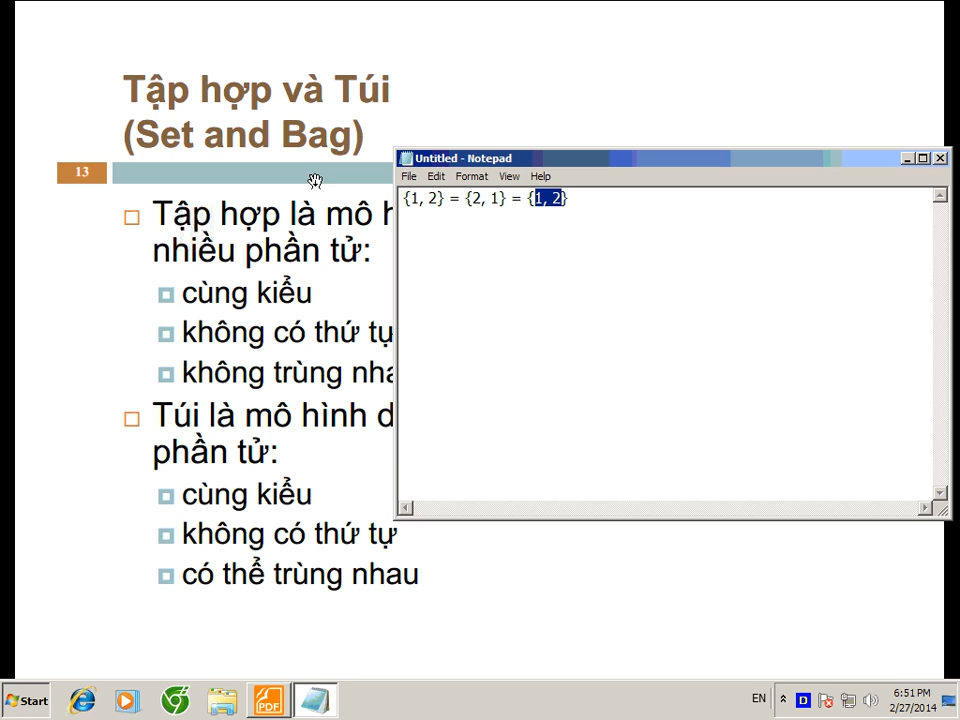 Tập hợp và Túi
(Set and Bag)
13
Tập hợp là mô
nhiều phần tử:
cùng kiểu
không có thứ tự
không trùng
Túi là mô hình
phần tử:
cùng kiểu
không có thứ tự
có thể trùng nhau
Untitled - Notepad
File Edit Format View Help
{1, 2} = {2, 1} = {1, 2}
Start
PDF
EN
D
6:51 PM
2/27/2014